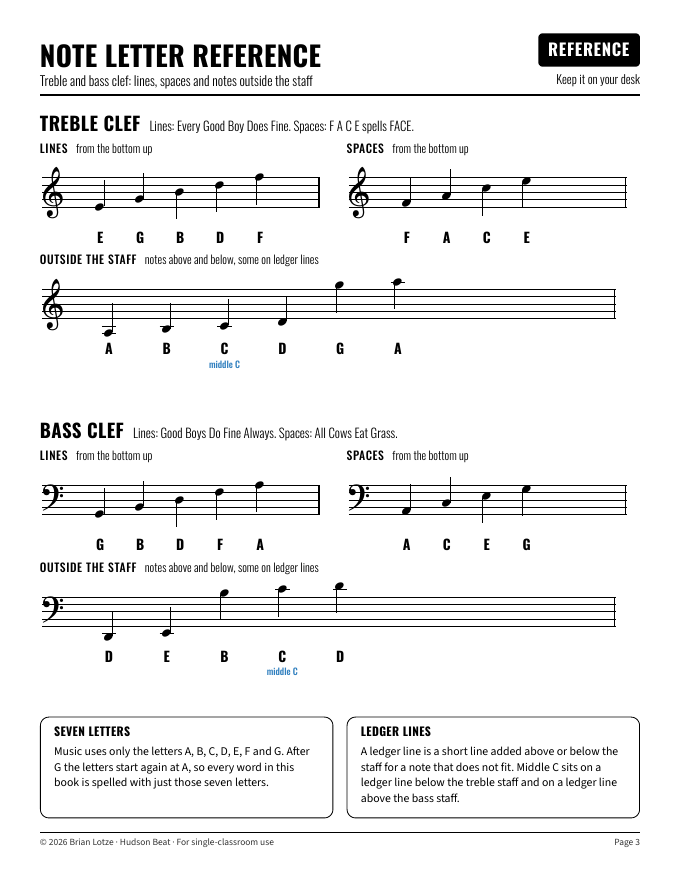 NOTE LETTER REFERENCE
REFERENCE
Treble and bass clef: lines, spaces and notes outside the staff
Keep it on your desk
TREBLE CLEF Lines: Every Good Boy Does Fine. Spaces: F A C E spells FACE.
LINES from the bottom up
SPACES from the bottom up
E G B D F
F A C E
OUTSIDE THE STAFF notes above and below, some on ledger lines
A B C D G A
middle C
BASS CLEF Lines: Good Boys Do Fine Always. Spaces: All Cows Eat Grass.
LINES from the bottom up
SPACES from the bottom up
G B D F A
A C E G
OUTSIDE THE STAFF notes above and below, some on ledger lines
D E B C D
middle C
SEVEN LETTERS
Music uses only the letters A, B, C, D, E, F and G. After
G the letters start again at A, so every word in this
book is spelled with just those seven letters.
LEDGER LINES
A ledger line is a short line added above or below the
staff for a note that does not fit. Middle C sits on a
ledger line below the treble staff and on a ledger line
above the bass staff.
© 2026 Brian Lotze · Hudson Beat · For single-classroom use
Page 3